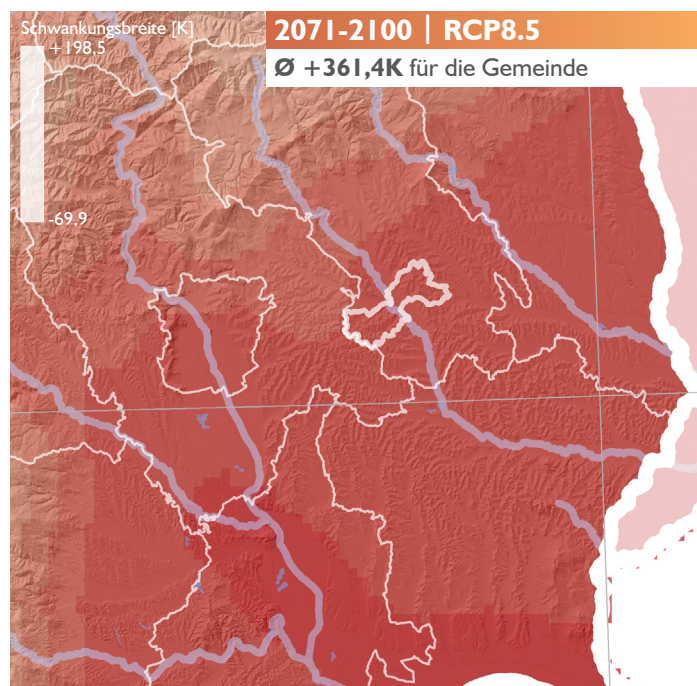 2071-2100 | RCP8.5
Ø +361,4K für die Gemeinde
Schwankungsbreite [K]
+198,5
-69,9